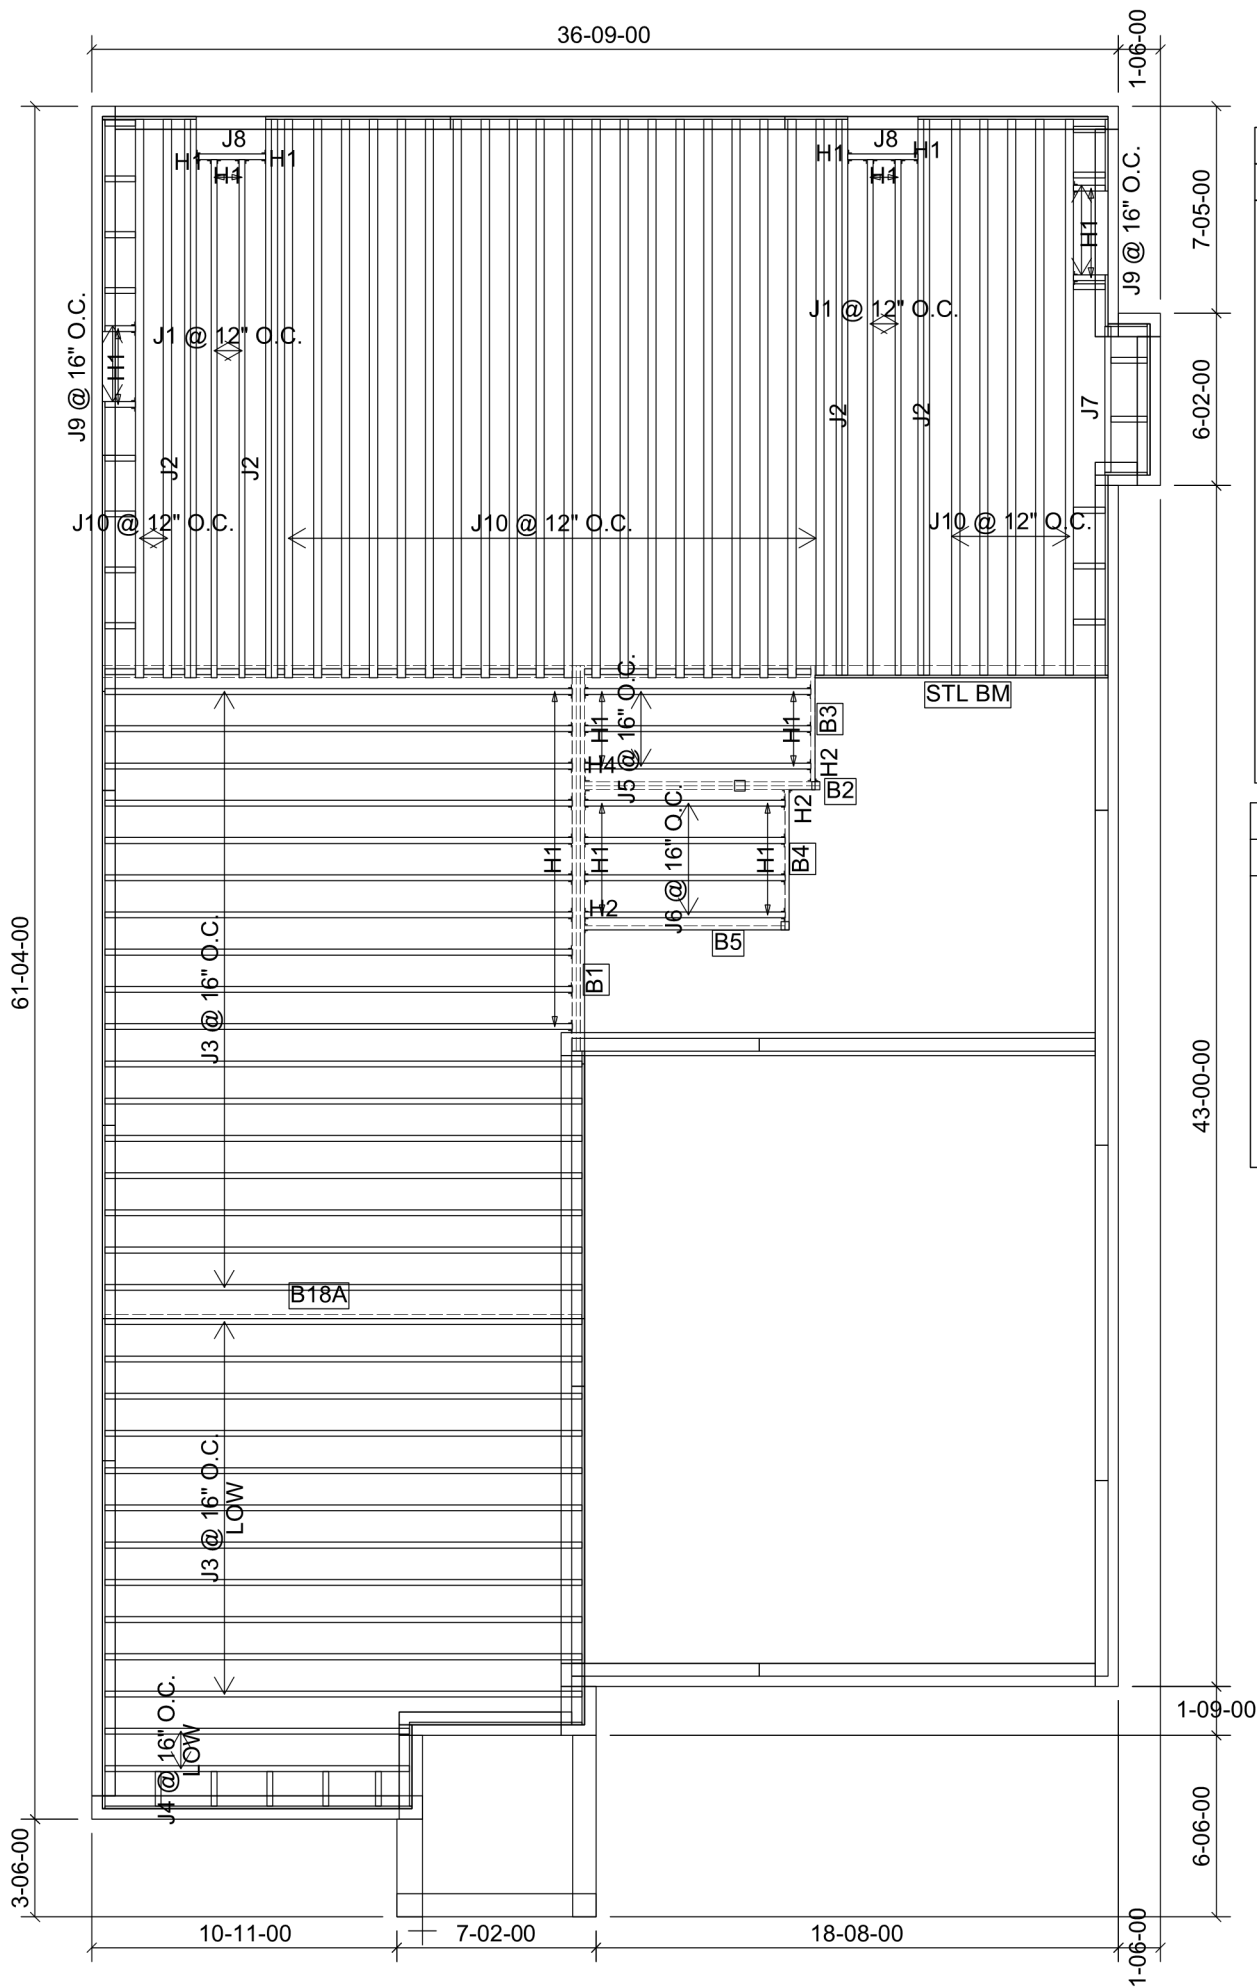 36-09-00
1-06-00
J8
H1
H1
H1
J8
H1
H1
H1
J9 @ 16" O.C.
7-05-00
H1
J1 @ 12" O.C.
J1 @ 12" O.C.
J9 @ 16" O.C.
H1
J2
J2
J2
J2
J7
6-02-00
J10 @ 12" O.C.
J10 @ 12" O.C.
J10 @ 12" O.C.
STL BM
B3
H1
J5 @ 16" O.C.
H1
H2
H4
B2
H2
H1
H1
J6 @ 16" O.C.
H1
B4
H2
B5
B1
61-04-00
J3 @ 16" O.C.
43-00-00
B18A
J3 @ 16" O.C.
LOW
J4 @ 16" O.C.
LOW
1-09-00
3-06-00
6-06-00
10-11-00
7-02-00
18-08-00
1-06-00